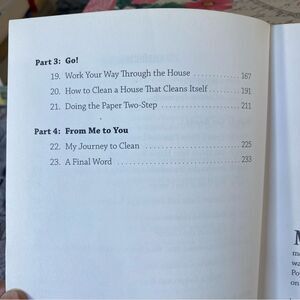 Part 3: Go!
19. Work Your Way Through the House ............ 167
20. How to Clean a House That Cleans Itself ....... 191
21. Doing the Paper Two-Step .................... 211
Part 4: From Me to You
22. My Journey to Clean ......................... 225
23. A Final Word ................................ 233